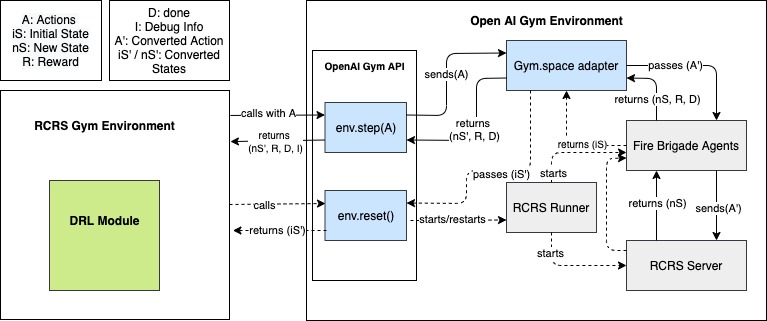 A: Actions
iS: Initial State
nS: New State
R: Reward
D: done
I: Debug Info
A': Converted Action
iS' / nS': Converted
States
Open AI Gym Environment
OpenAI Gym API
RCRS Gym Environment
DRL Module
calls with A
returns
(nS', R, D, I)
calls
returns (iS')
env.step(A)
env.reset()
sends(A)
returns
(nS', R, D)
Gym.space adapter
passes (A')
returns (nS, R, D)
returns (iS)
Fire Brigade Agents
passes (iS')
starts
starts/restarts
RCRS Runner
starts
returns (nS)
sends(A')
RCRS Server